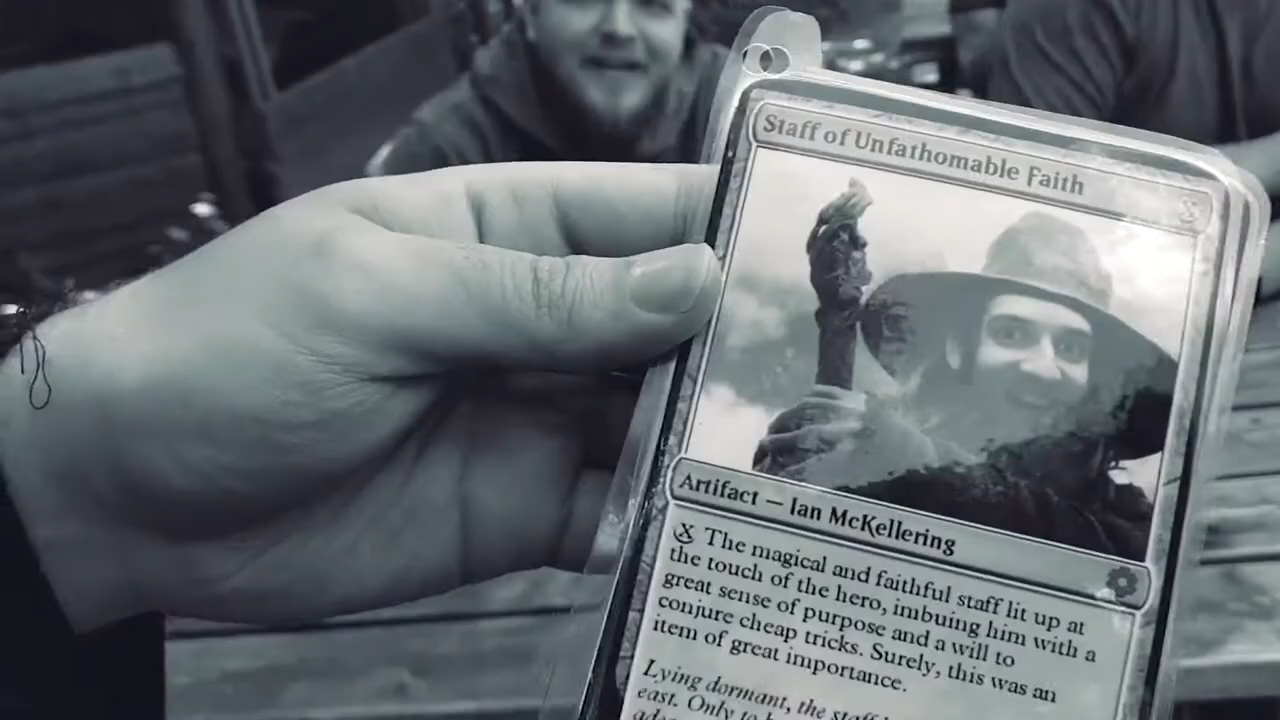 Staff of Unfathomable Faith X
Artifact — Ian McKellering
X The magical and faithful staff lit up at
the touch of the hero, imbuing him with a
great sense of purpose and a will to
conjure cheap tricks. Surely, this was an
item of great importance.
Lying dormant, the staff
east. Only to